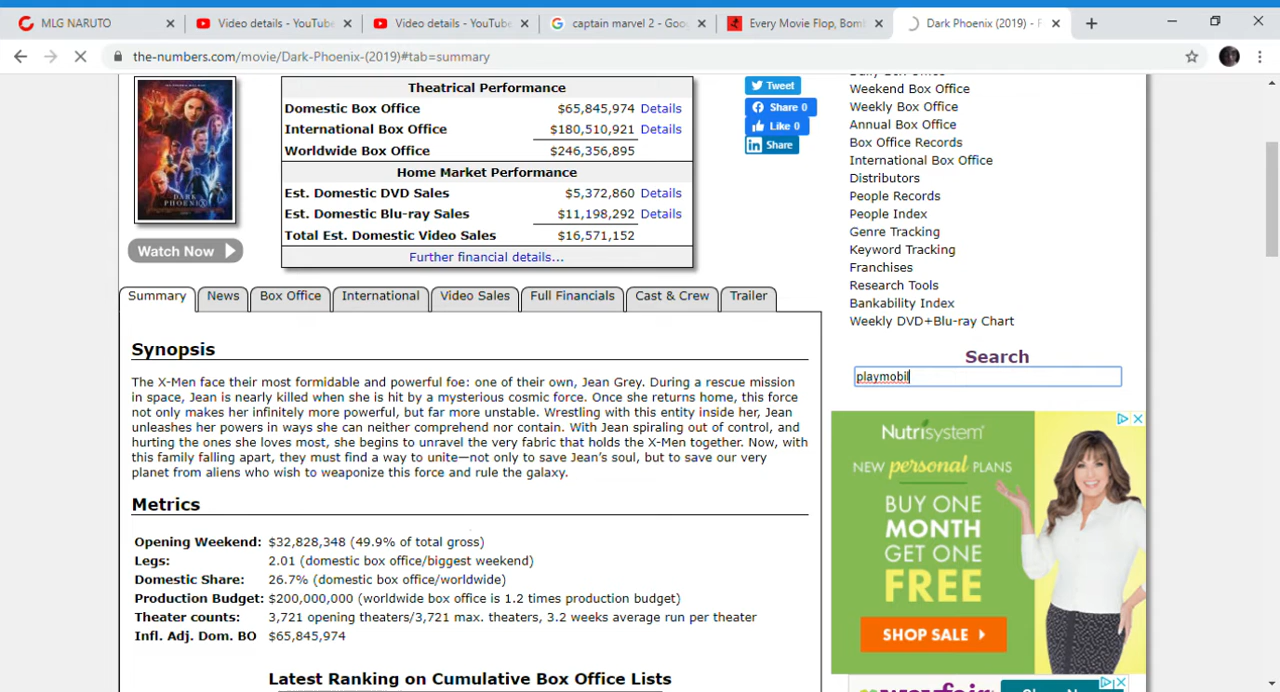 MLG NARUTO
Video details - YouTube
Video details - YouTube
captain marvel 2 - Goo
Every Movie Flop, Bomb
Dark Phoenix (2019) -
the-numbers.com/movie/Dark-Phoenix-(2019)#tab=summary
DARK PHOENIX
Watch Now
Theatrical Performance
Domestic Box Office $65,845,974 Details
International Box Office $180,510,921 Details
Worldwide Box Office $246,356,895
Home Market Performance
Est. Domestic DVD Sales $5,372,860 Details
Est. Domestic Blu-ray Sales $11,198,292 Details
Total Est. Domestic Video Sales $16,571,152
Further financial details...
Tweet
Share 0
Like 0
Share
Daily Box Office
Weekend Box Office
Weekly Box Office
Annual Box Office
Box Office Records
International Box Office
Distributors
People Records
People Index
Genre Tracking
Keyword Tracking
Franchises
Research Tools
Bankability Index
Weekly DVD+Blu-ray Chart
Search
playmobil
Summary News Box Office International Video Sales Full Financials Cast & Crew Trailer
Synopsis
The X-Men face their most formidable and powerful foe: one of their own, Jean Grey. During a rescue mission
in space, Jean is nearly killed when she is hit by a mysterious cosmic force. Once she returns home, this force
not only makes her infinitely more powerful, but far more unstable. Wrestling with this entity inside her, Jean
unleashes her powers in ways she can neither comprehend nor contain. With Jean spiraling out of control, and
hurting the ones she loves most, she begins to unravel the very fabric that holds the X-Men together. Now, with
this family falling apart, they must find a way to unite—not only to save Jean's soul, but to save our very
planet from aliens who wish to weaponize this force and rule the galaxy.
Metrics
Opening Weekend: $32,828,348 (49.9% of total gross)
Legs: 2.01 (domestic box office/biggest weekend)
Domestic Share: 26.7% (domestic box office/worldwide)
Production Budget: $200,000,000 (worldwide box office is 1.2 times production budget)
Theater counts: 3,721 opening theaters/3,721 max. theaters, 3.2 weeks average run per theater
Infl. Adj. Dom. BO $65,845,974
Latest Ranking on Cumulative Box Office Lists
Nutrisystem
NEW personal PLANS
BUY ONE
MONTH
GET ONE
FREE
SHOP SALE
wayfair